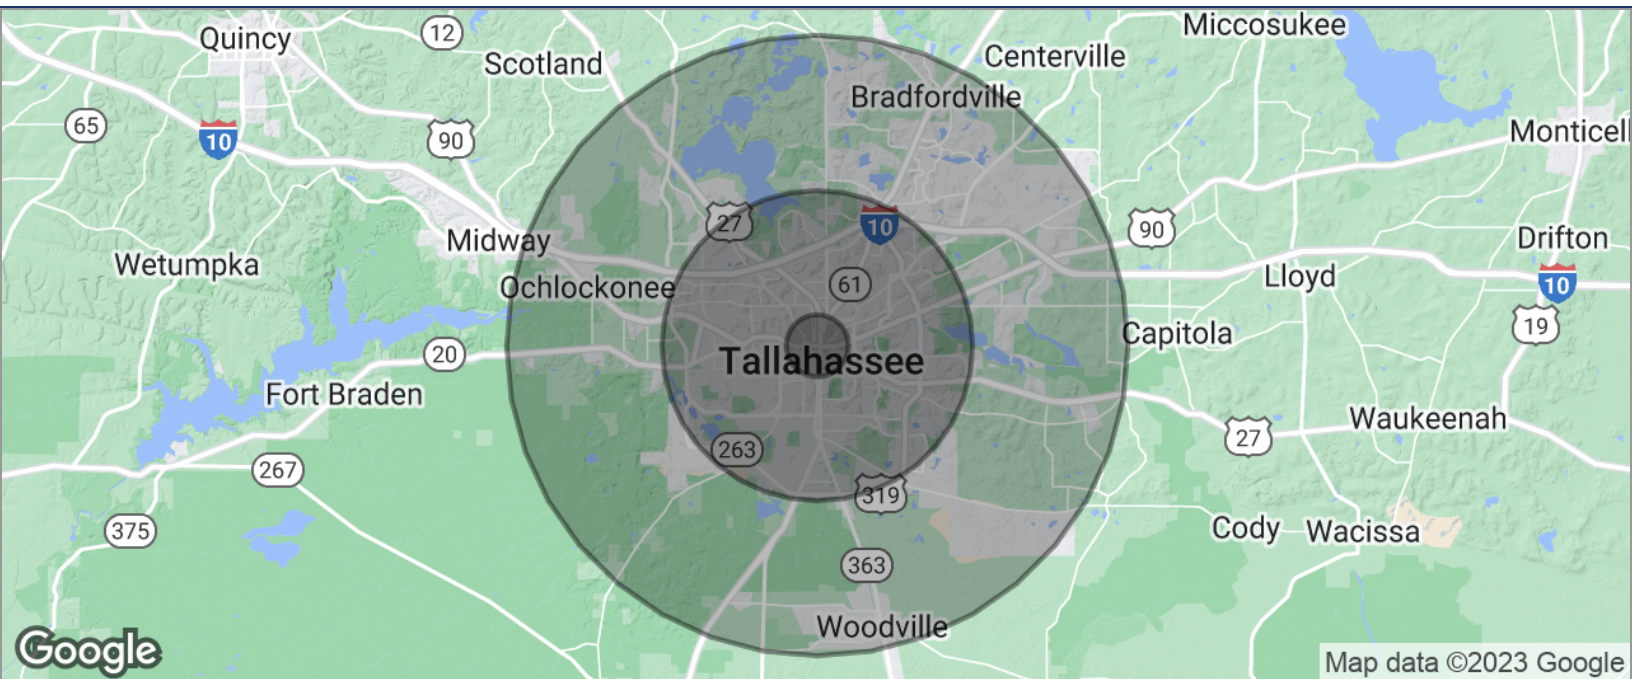 Miccosukee
12
Quincy
Scotland
Centerville
Bradfordville
65
10
90
Monticell
27
10
90
Midway
Drifton
Wetumpka
Ochlockonee
61
Lloyd
10
19
Capitola
20
Tallahassee
Fort Braden
Waukeenah
27
263
267
319
375
Cody
Wacissa
363
Woodville
Google
Map data ©2023 Google